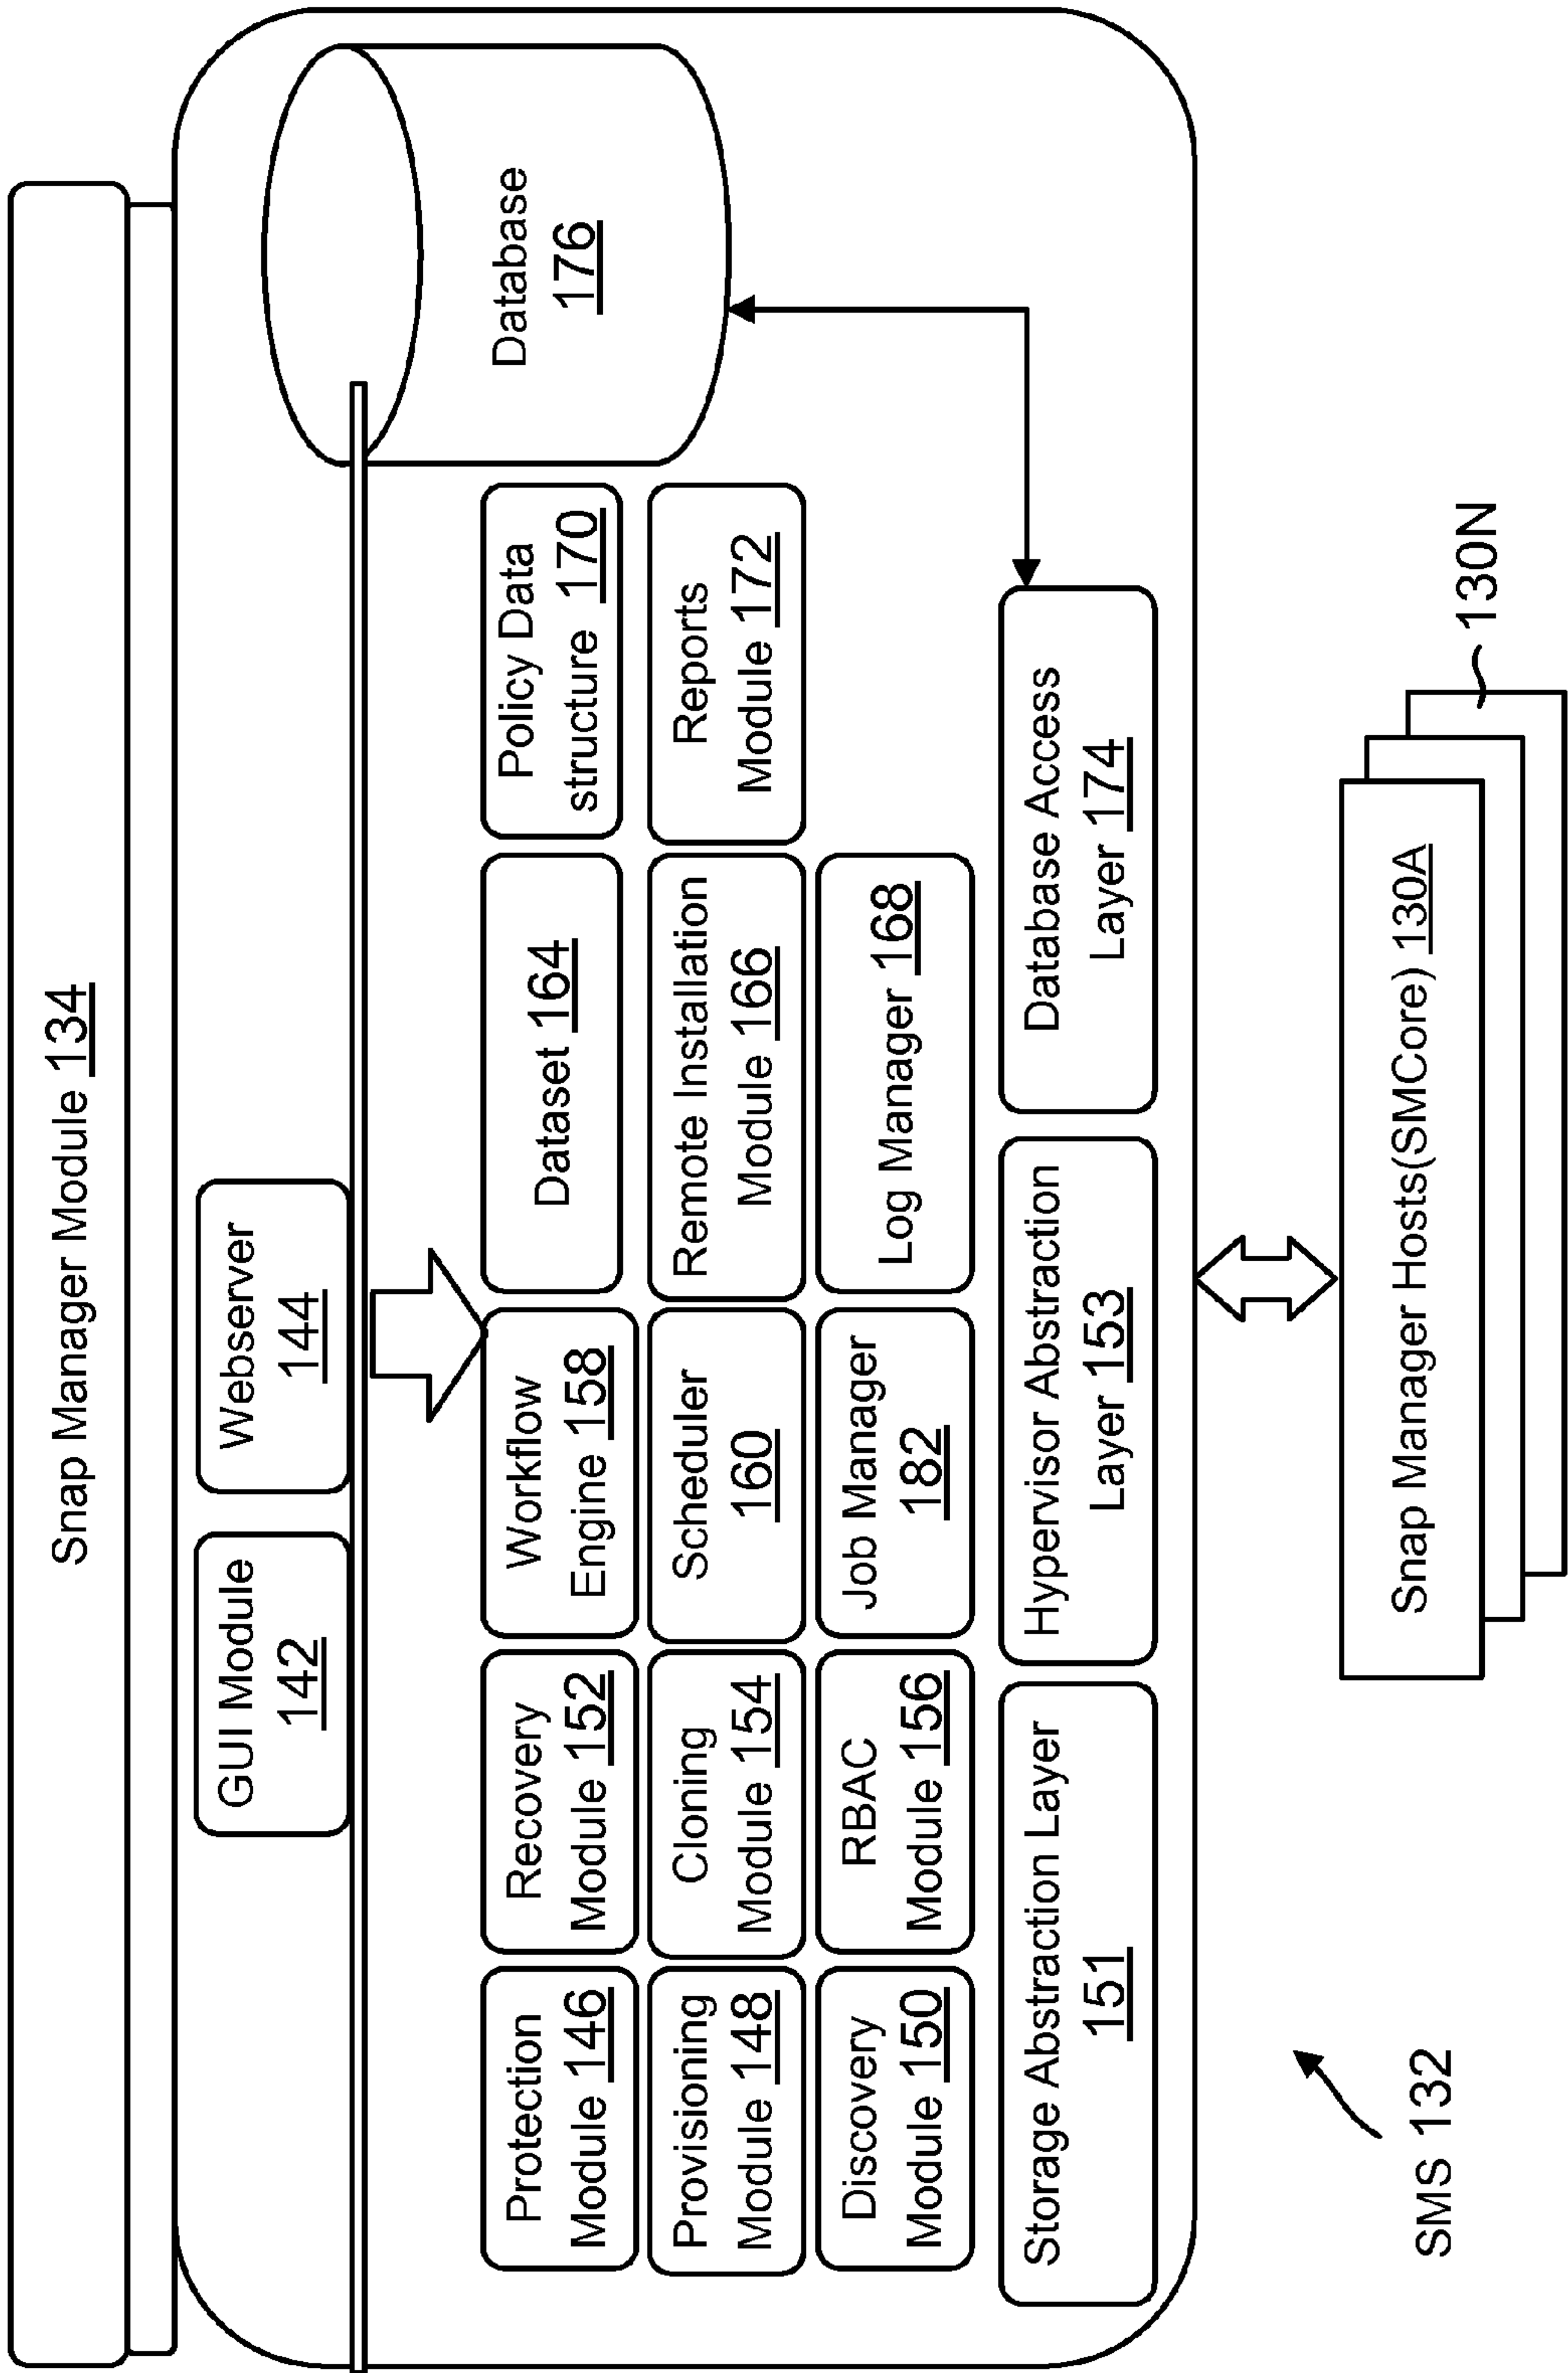 Snap Manager Module 134
GUI Module
142
Webserver
144
Protection
Module 146
Recovery
Module 152
Workflow
Engine 158
Dataset 164
Policy Data
structure 170
Database
176
Provisioning
Module 148
Cloning
Module 154
Scheduler
160
Remote Installation
Module 166
Reports
Module 172
Discovery
Module 150
RBAC
Module 156
Job Manager
182
Log Manager 168
Storage Abstraction Layer
151
Hypervisor Abstraction
Layer 153
Database Access
Layer 174
SMS 132
Snap Manager Hosts(SMCore) 130A
130N